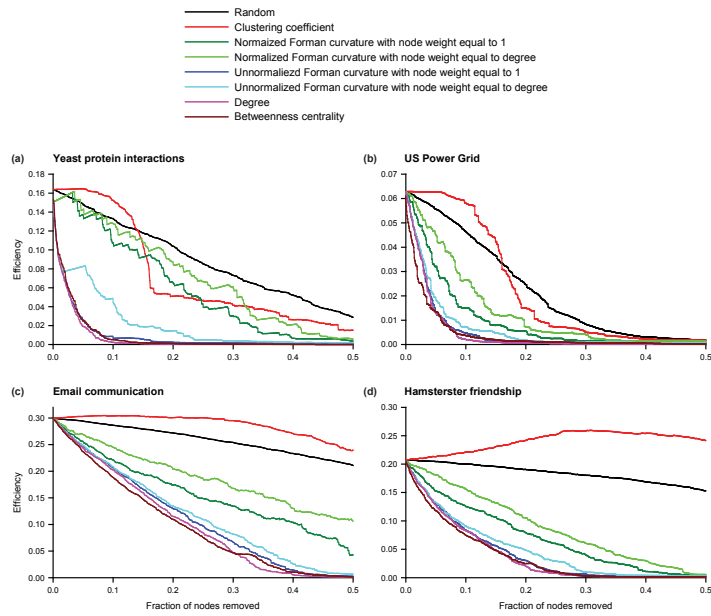 Random
Clustering coefficient
Normaized Forman curvature with node weight equal to 1
Normalized Forman curvature with node weight equal to degree
Unnormaliezd Forman curvature with node weight equal to 1
Unnormalized Forman curvature with node weight equal to degree
Degree
Betweenness centrality
(a) Yeast protein interactions
0.18
0.16
0.14
0.12
0.10
0.08
0.06
0.04
0.02
0.00
Efficiency
0.0 0.1 0.2 0.3 0.4 0.5
(b) US Power Grid
0.07
0.06
0.05
0.04
0.03
0.02
0.01
0.00
0.0 0.1 0.2 0.3 0.4 0.5
(c) Email communication
0.30
0.25
0.20
0.15
0.10
0.05
0.00
Efficiency
0.0 0.1 0.2 0.3 0.4 0.5
Fraction of nodes removed
(d) Hamsterster friendship
0.30
0.25
0.20
0.15
0.10
0.05
0.00
0.0 0.1 0.2 0.3 0.4 0.5
Fraction of nodes removed